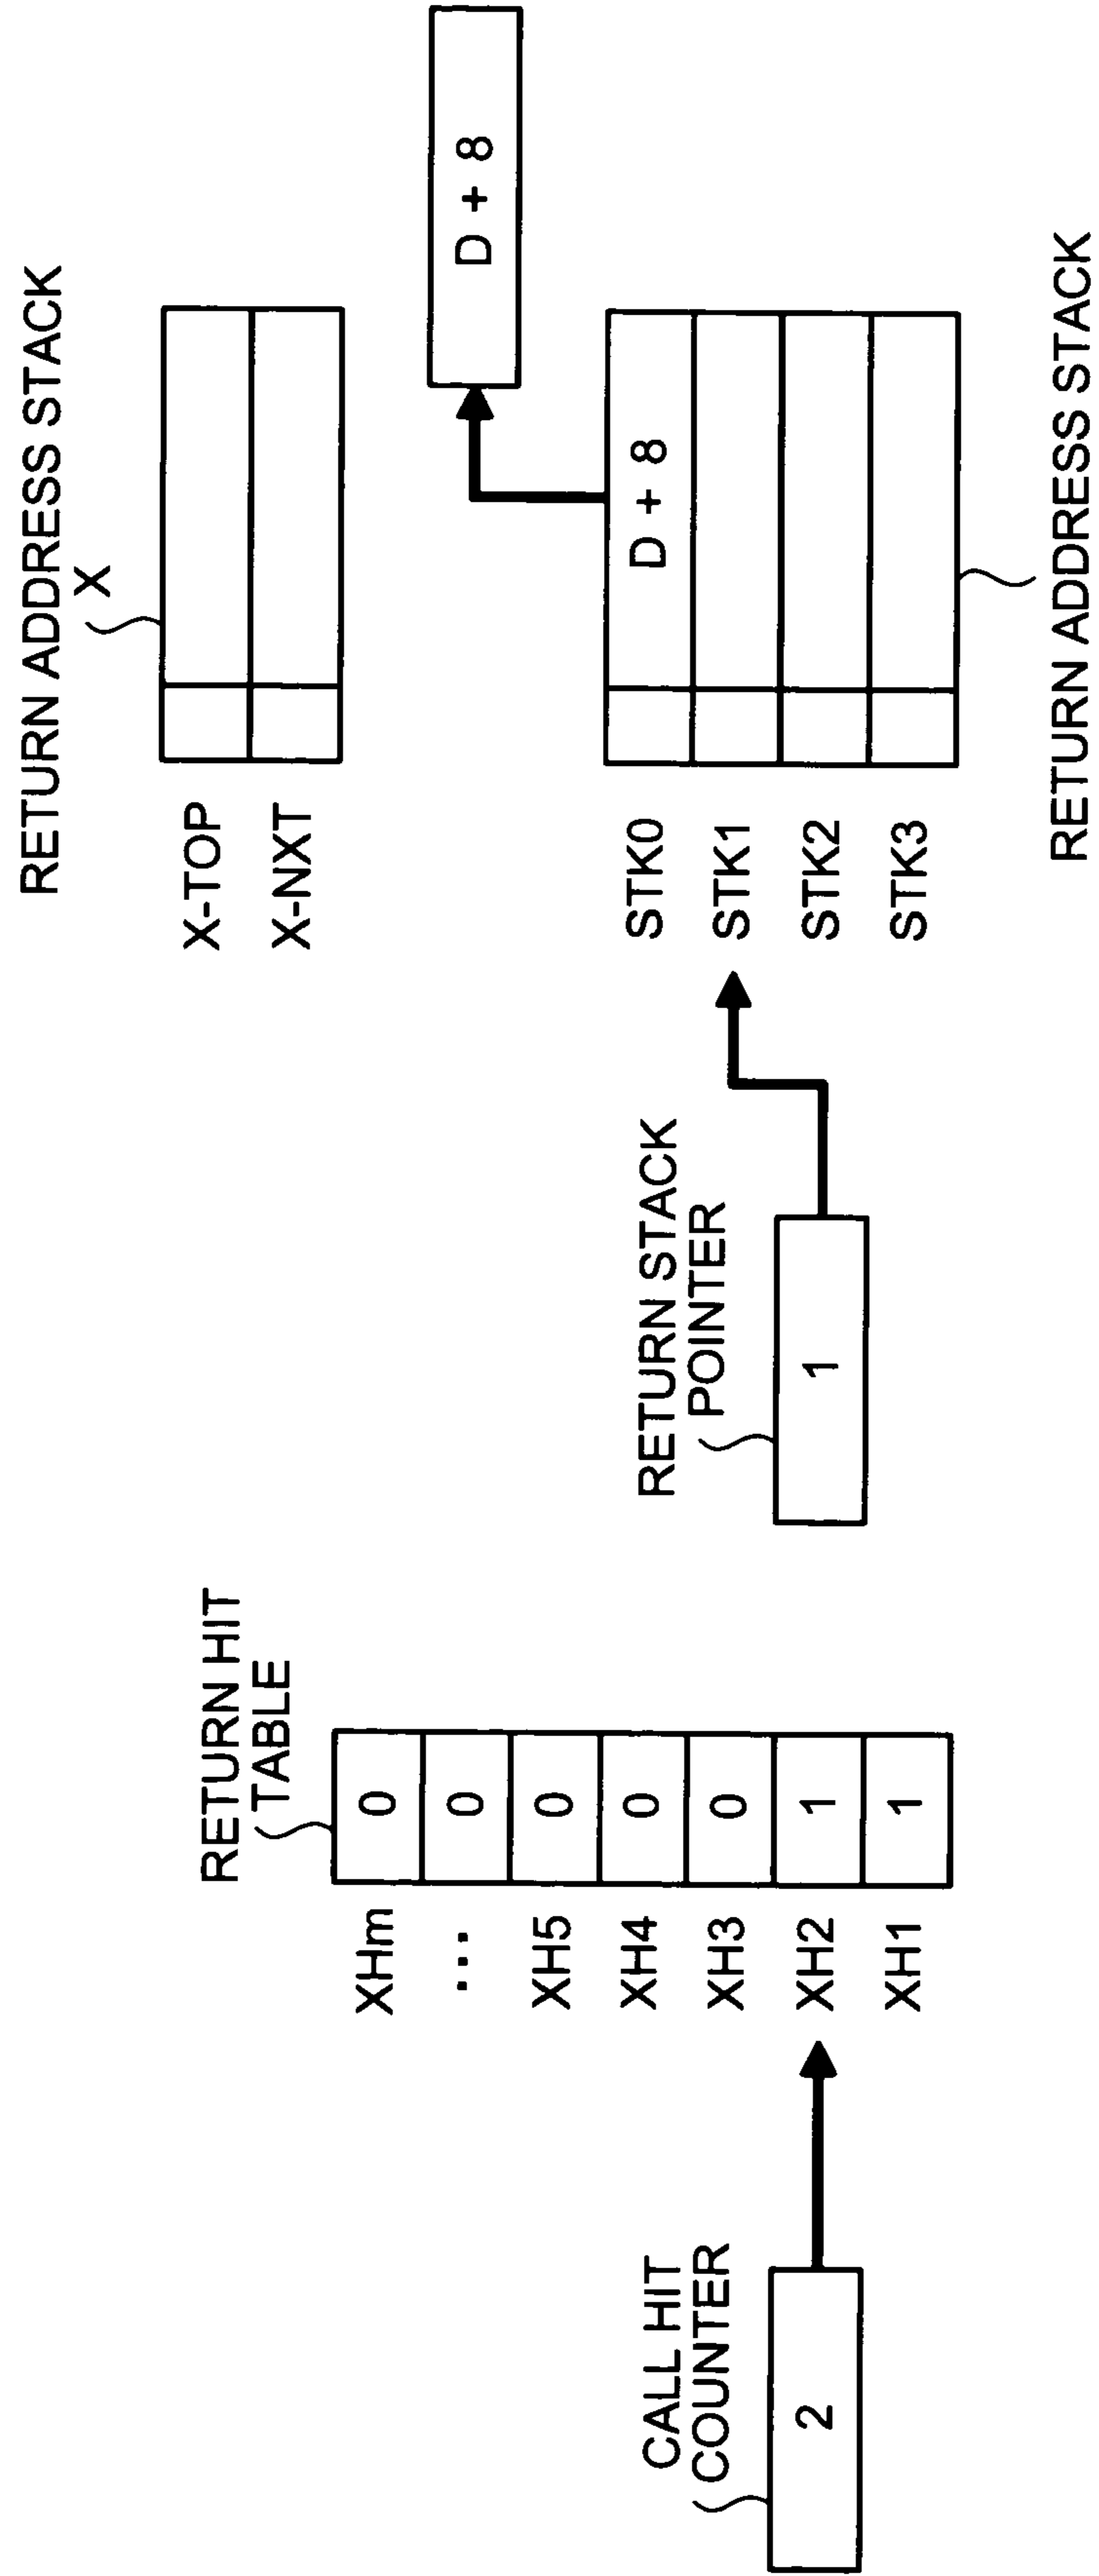 CALL HIT
COUNTER
2
RETURN HIT
TABLE
XHm
0
...
0
XH5
0
XH4
0
XH3
0
XH2
1
XH1
1
RETURN STACK
POINTER
1
RETURN ADDRESS STACK
X
X-TOP
X-NXT
D + 8
STK0
D + 8
STK1
STK2
STK3
RETURN ADDRESS STACK